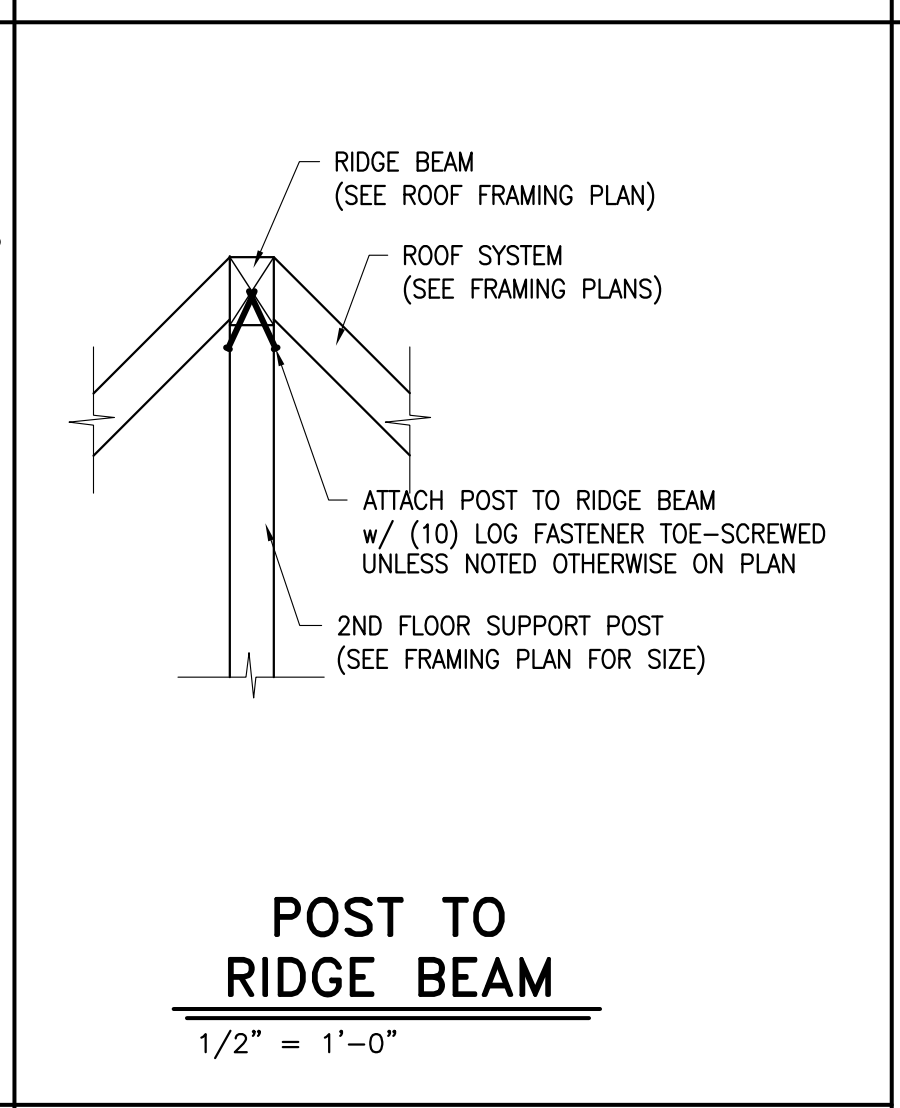 RIDGE BEAM
(SEE ROOF FRAMING PLAN)
ROOF SYSTEM
(SEE FRAMING PLANS)
ATTACH POST TO RIDGE BEAM
w/ (10) LOG FASTENER TOE-SCREWED
UNLESS NOTED OTHERWISE ON PLAN
2ND FLOOR SUPPORT POST
(SEE FRAMING PLAN FOR SIZE)
POST TO
RIDGE BEAM
1/2" = 1'-0"